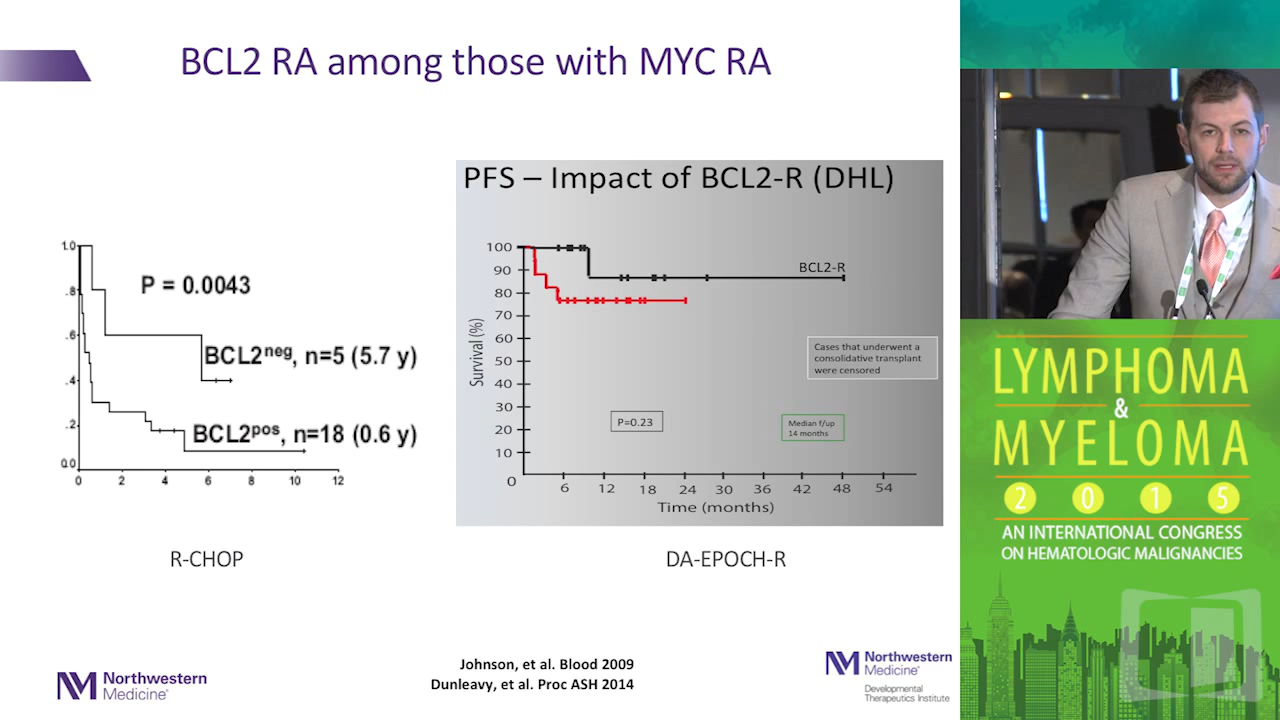 BCL2 RA among those with MYC RA
1.0
.8
.6
.4
.2
0.0
P = 0.0043
BCL2neg, n=5 (5.7 y)
BCL2pos, n=18 (0.6 y)
0 2 4 6 8 10 12
R-CHOP
PFS – Impact of BCL2-R (DHL)
Survival (%)
100
90
80
70
60
50
40
30
20
10
0
BCL2-R
Cases that underwent a
consolidative transplant
were censored
P=0.23
Median f/up
14 months
6 12 18 24 30 36 42 48 54
Time (months)
DA-EPOCH-R
Johnson, et al. Blood 2009
Dunleavy, et al. Proc ASH 2014
NM Northwestern
Medicine®
NM Northwestern
Medicine®
Developmental
Therapeutics Institute
LYMPHOMA
&
MYELOMA
2 0 1 5
AN INTERNATIONAL CONGRESS
ON HEMATOLOGIC MALIGNANCIES